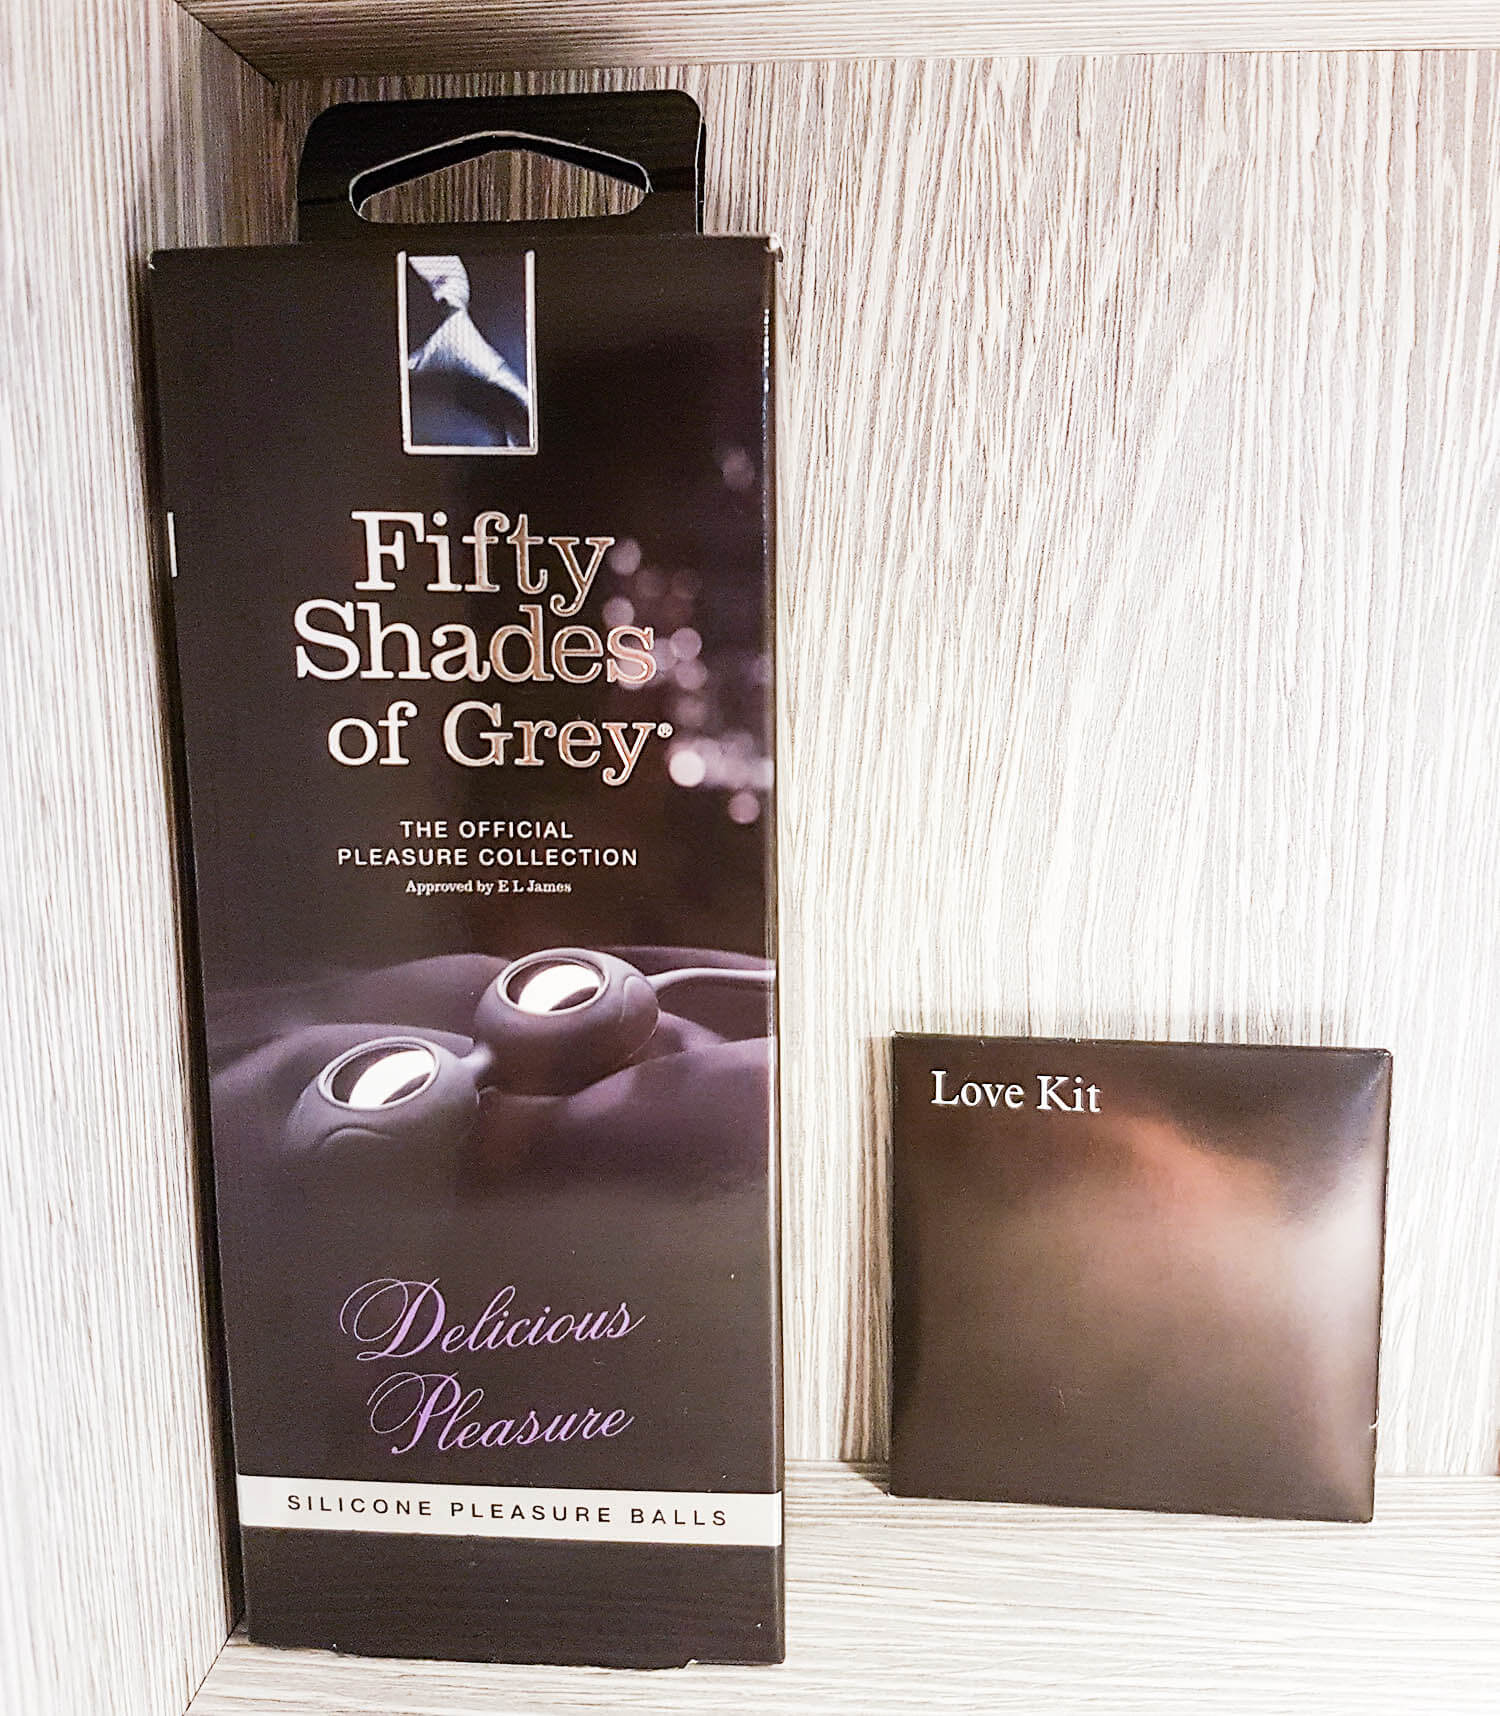 Fifty
Shades
of Grey®
THE OFFICIAL
PLEASURE COLLECTION
Approved by E L James
Delicious
Pleasure
SILICONE PLEASURE BALLS
Love Kit